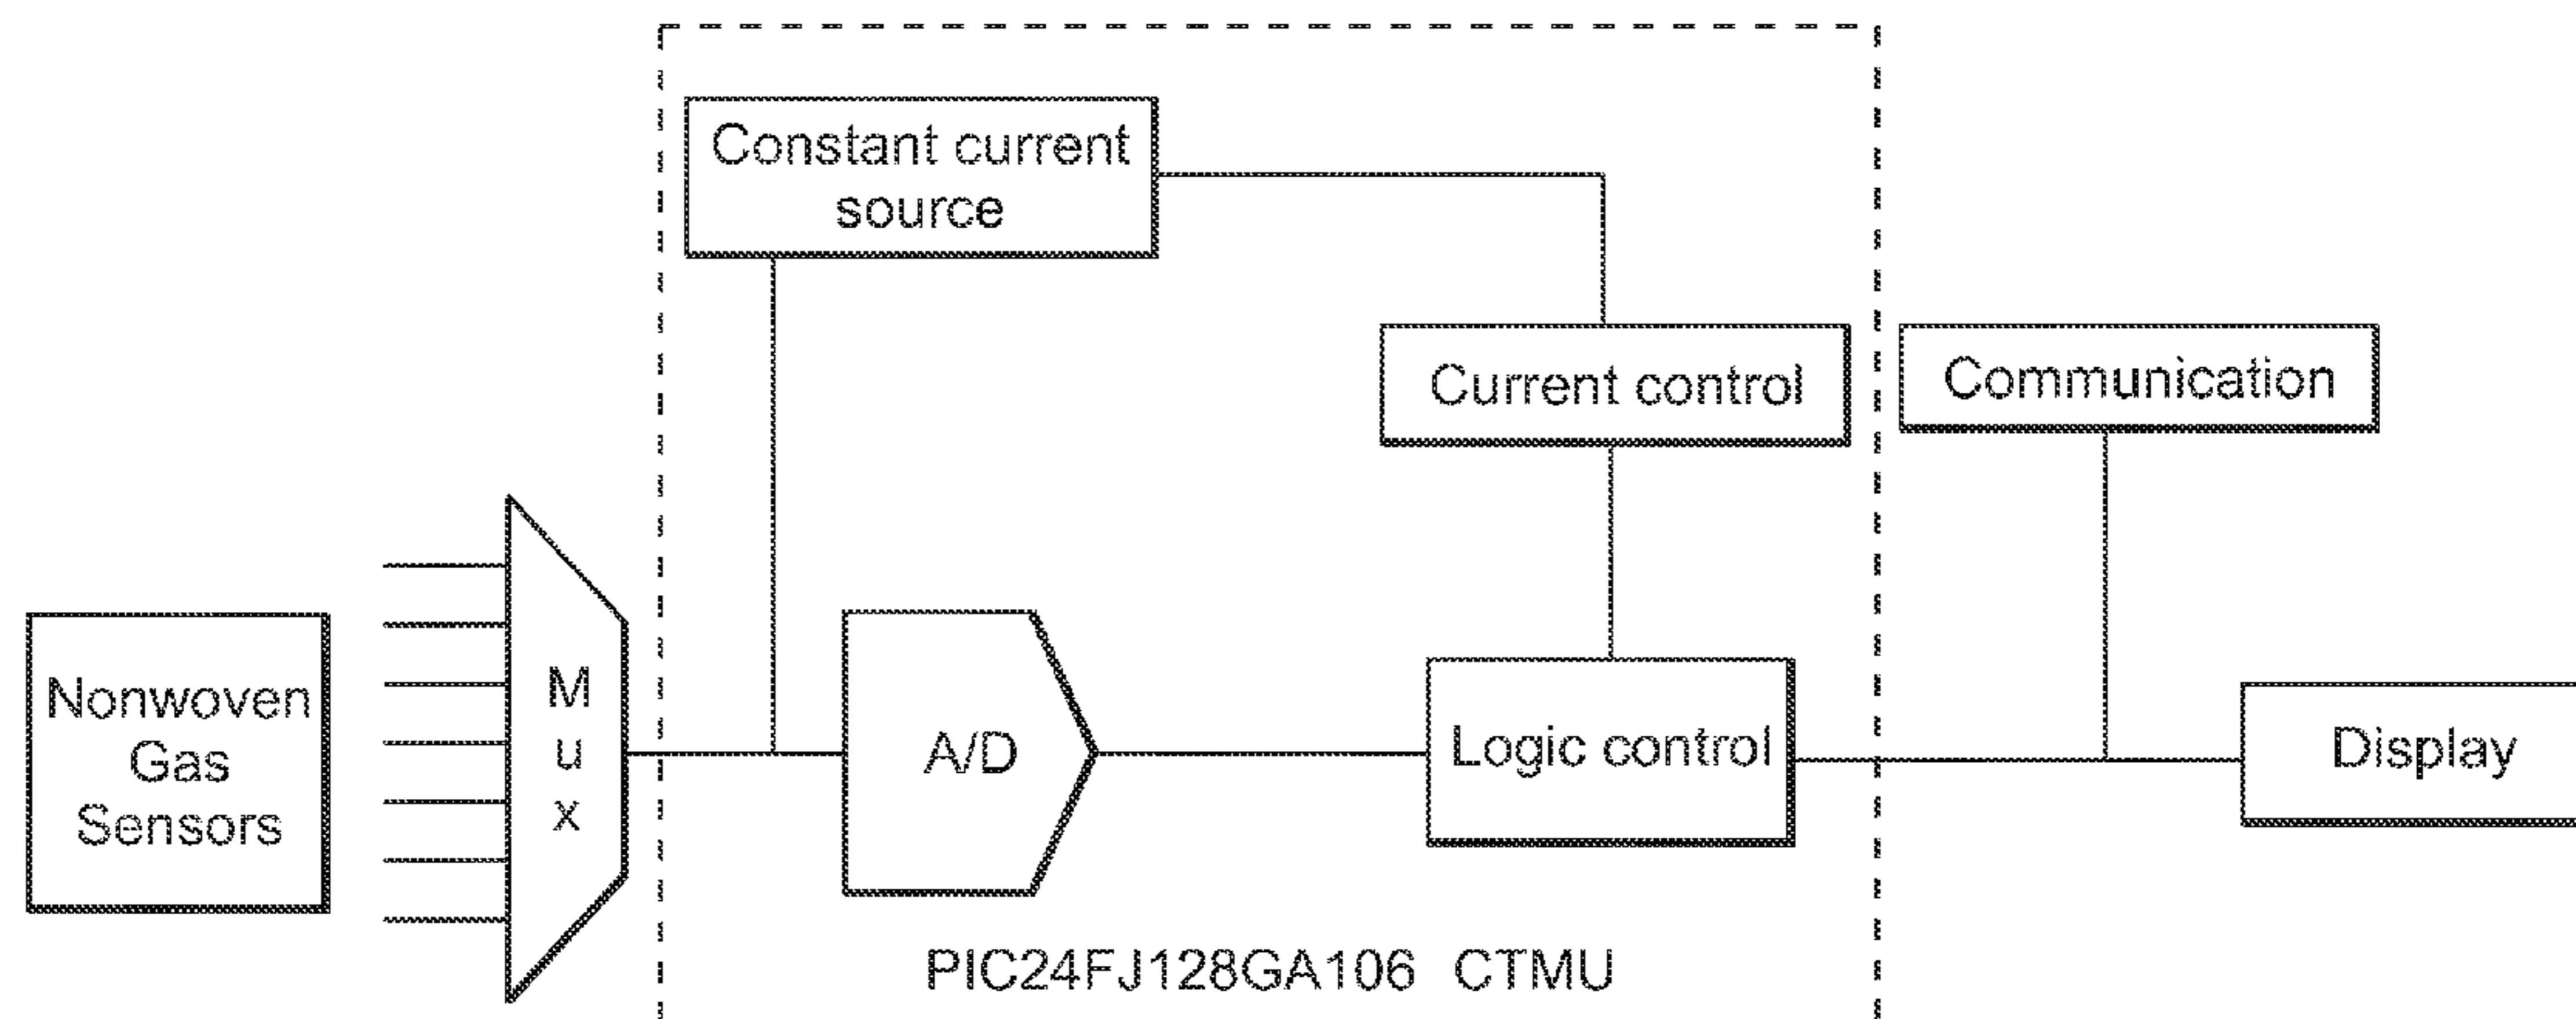 Constant current
source
Current control
Communication
Nonwoven
Gas
Sensors
M
u
x
A/D
Logic control
Display
PIC24FJ128GA106 CTMU